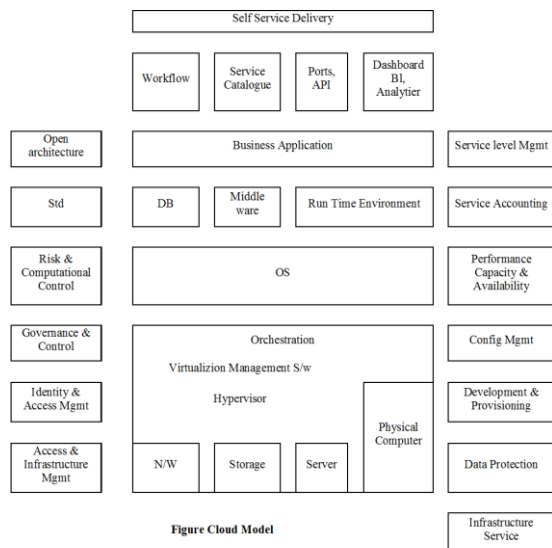 Self Service Delivery
Workflow
Service
Catalogue
Ports,
API
Dashboard
BI,
Analytier
Open
architecture
Business Application
Service level Mgmt
Std
DB
Middle
ware
Run Time Environment
Service Accounting
Risk &
Computational
Control
OS
Performance
Capacity &
Availability
Governance &
Control
Orchestration
Config Mgmt
Virtualizion Management S/w
Identity &
Access Mgmt
Hypervisor
Development &
Provisioning
Physical
Computer
Access &
Infrastructure
Mgmt
N/W
Storage
Server
Data Protection
Figure Cloud Model
Infrastructure
Service